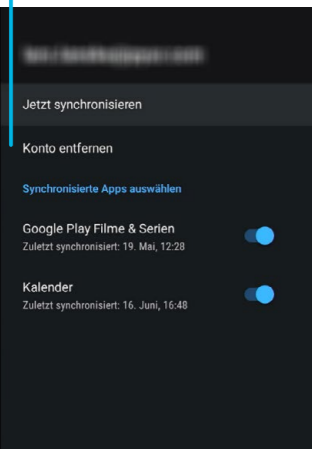 Jetzt synchronisieren
Konto entfernen
Synchronisierte Apps auswählen
Google Play Filme & Serien
Zuletzt synchronisiert: 19. Mai, 12:28
Kalender
Zuletzt synchronisiert: 16. Juni, 16:48